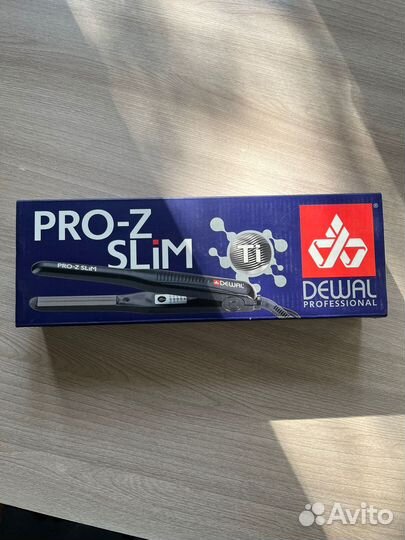 PRO-Z
SLiM
Ti
PRO-Z SLiM
DEWAL
®
DEWAL
PROFESSIONAL
Avito